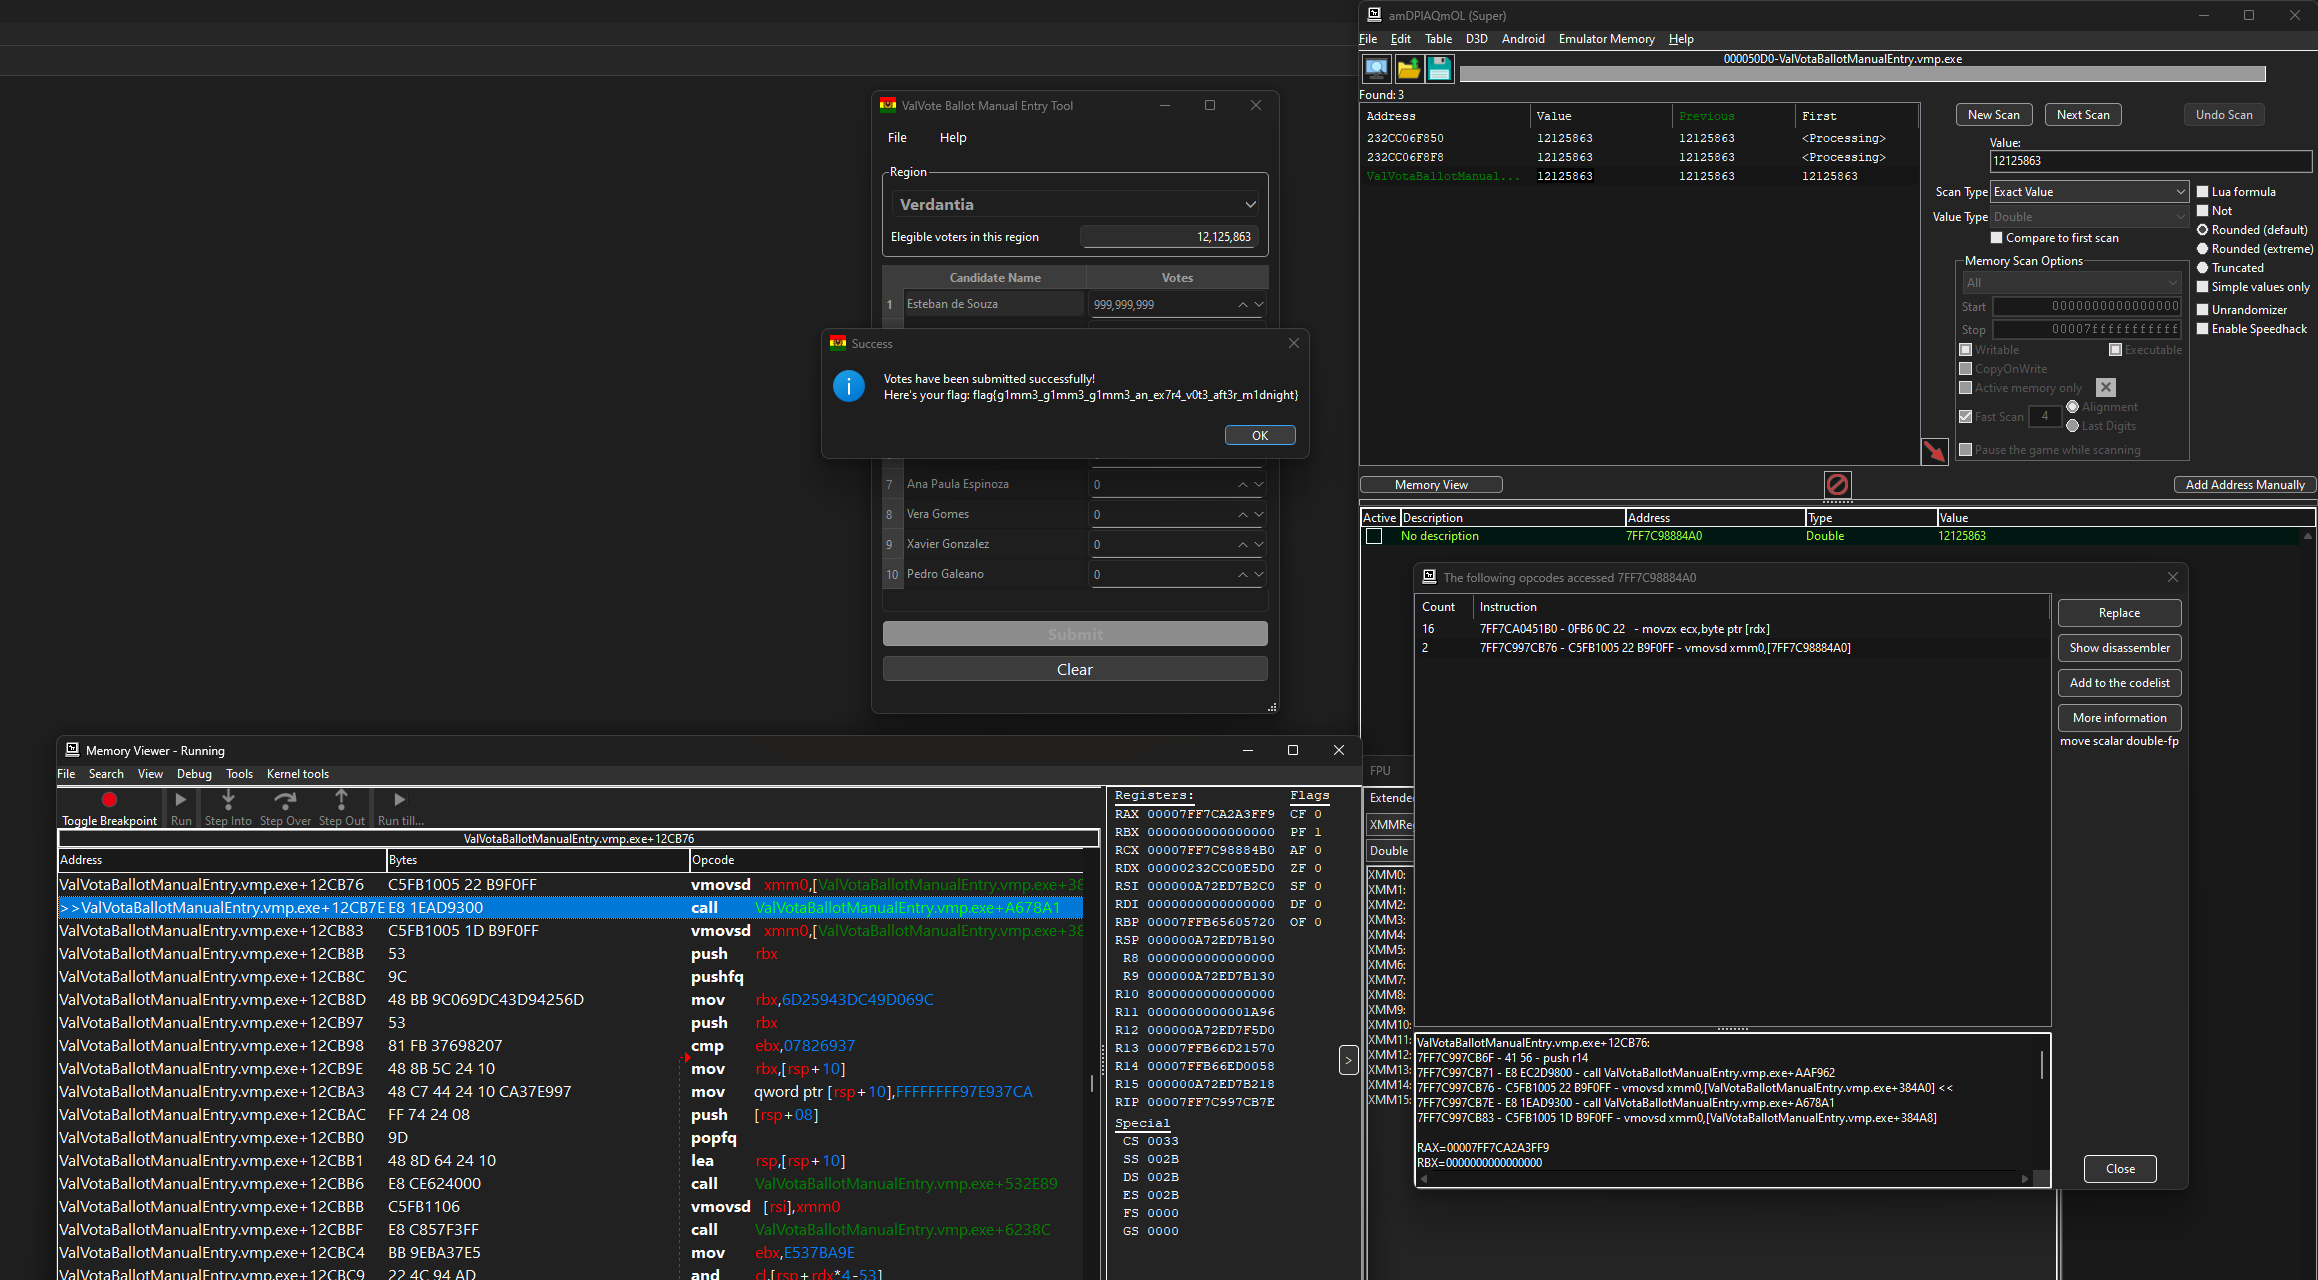 amDPIAQmOL (Super)
File Edit Table D3D Android Emulator Memory Help
000050D0-ValVotaBallotManualEntry.vmp.exe
Found: 3
Address Value Previous First
232CC06F850 12125863 12125863 <Processing>
232CC06F8F8 12125863 12125863 <Processing>
ValVotaBallotManual... 12125863 12125863 12125863
New Scan Next Scan Undo Scan
Value:
12125863
Scan Type Exact Value
Value Type Double
Compare to first scan
Lua formula
Not
Rounded (default)
Rounded (extreme)
Truncated
Simple values only
Unrandomizer
Enable Speedhack
Memory Scan Options
All
Start 0000000000000000
Stop 00007fffffffffff
Writable Executable
CopyOnWrite
Active memory only
Fast Scan 4 Alignment
Last Digits
Pause the game while scanning
Memory View Add Address Manually
Active Description Address Type Value
No description 7FF7C98884A0 Double 12125863
ValVote Ballot Manual Entry Tool
File Help
Region
Verdantia
Elegible voters in this region 12,125,863
Candidate Name Votes
1 Esteban de Souza 999,999,999
Success
Votes have been submitted successfully!
Here's your flag: flag{g1mm3_g1mm3_g1mm3_an_ex7r4_v0t3_aft3r_m1dnight}
OK
7 Ana Paula Espinoza 0
8 Vera Gomes 0
9 Xavier Gonzalez 0
10 Pedro Galeano 0
Submit
Clear
The following opcodes accessed 7FF7C98884A0
Count Instruction
16 7FF7CA0451B0 - 0FB6 0C 22 - movzx ecx,byte ptr [rdx]
2 7FF7C997CB76 - C5FB1005 22 B9F0FF - vmovsd xmm0,[7FF7C98884A0]
Replace
Show disassembler
Add to the codelist
More information
move scalar double-fp
ValVotaBallotManualEntry.vmp.exe+12CB76:
7FF7C997CB6F - 41 56 - push r14
7FF7C997CB71 - E8 EC2D9800 - call ValVotaBallotManualEntry.vmp.exe+AAF962
7FF7C997CB76 - C5FB1005 22 B9F0FF - vmovsd xmm0,[ValVotaBallotManualEntry.vmp.exe+384A0] <<
7FF7C997CB7E - E8 1EAD9300 - call ValVotaBallotManualEntry.vmp.exe+A678A1
7FF7C997CB83 - C5FB1005 1D B9F0FF - vmovsd xmm0,[ValVotaBallotManualEntry.vmp.exe+384A8]
RAX=00007FF7CA2A3FF9
RBX=0000000000000000
Close
Memory Viewer - Running
File Search View Debug Tools Kernel tools
Toggle Breakpoint Run Step Into Step Over Step Out Run till...
ValVotaBallotManualEntry.vmp.exe+12CB76
Address Bytes Opcode
ValVotaBallotManualEntry.vmp.exe+12CB76 C5FB1005 22 B9F0FF vmovsd xmm0,[ValVotaBallotManualEntry.vmp.exe+38
>>ValVotaBallotManualEntry.vmp.exe+12CB7E E8 1EAD9300 call ValVotaBallotManualEntry.vmp.exe+A678A1
ValVotaBallotManualEntry.vmp.exe+12CB83 C5FB1005 1D B9F0FF vmovsd xmm0,[ValVotaBallotManualEntry.vmp.exe+38
ValVotaBallotManualEntry.vmp.exe+12CB8B 53 push rbx
ValVotaBallotManualEntry.vmp.exe+12CB8C 9C pushfq
ValVotaBallotManualEntry.vmp.exe+12CB8D 48 BB 9C069DC43D94256D mov rbx,6D25943DC49D069C
ValVotaBallotManualEntry.vmp.exe+12CB97 53 push rbx
ValVotaBallotManualEntry.vmp.exe+12CB98 81 FB 37698207 cmp ebx,07826937
ValVotaBallotManualEntry.vmp.exe+12CB9E 48 8B 5C 24 10 mov rbx,[rsp+10]
ValVotaBallotManualEntry.vmp.exe+12CBA3 48 C7 44 24 10 CA37E997 mov qword ptr [rsp+10],FFFFFFFF97E937CA
ValVotaBallotManualEntry.vmp.exe+12CBAC FF 74 24 08 push [rsp+08]
ValVotaBallotManualEntry.vmp.exe+12CBB0 9D popfq
ValVotaBallotManualEntry.vmp.exe+12CBB1 48 8D 64 24 10 lea rsp,[rsp+10]
ValVotaBallotManualEntry.vmp.exe+12CBB6 E8 CE624000 call ValVotaBallotManualEntry.vmp.exe+532E89
ValVotaBallotManualEntry.vmp.exe+12CBBB C5FB1106 vmovsd [rsi],xmm0
ValVotaBallotManualEntry.vmp.exe+12CBBF E8 C857F3FF call ValVotaBallotManualEntry.vmp.exe+6238C
ValVotaBallotManualEntry.vmp.exe+12CBC4 BB 9EBA37E5 mov ebx,E537BA9E
ValVotaBallotManualEntry.vmp.exe+12CBC9 22 4C 94 AD and cl,[rsp+rdx*4-53]
Registers: Flags
RAX 00007FF7CA2A3FF9 CF 0
RBX 0000000000000000 PF 1
RCX 00007FF7C98884B0 AF 0
RDX 00000232CC00E5D0 ZF 0
RSI 000000A72ED7B2C0 SF 0
RDI 0000000000000000 DF 0
RBP 00007FFB65605720 OF 0
RSP 000000A72ED7B190
R8 0000000000000000
R9 000000A72ED7B130
R10 8000000000000000
R11 0000000000001A96
R12 000000A72ED7F5D0
R13 00007FFB66D21570
R14 00007FFB66ED0058
R15 000000A72ED7B218
RIP 00007FF7C997CB7E
Special
CS 0033
SS 002B
DS 002B
ES 002B
FS 0000
GS 0000
>
FPU
Extende
XMMRe
Double
XMM0:
XMM1:
XMM2:
XMM3:
XMM4:
XMM5:
XMM6:
XMM7:
XMM8:
XMM9:
XMM10:
XMM11:
XMM12:
XMM13:
XMM14:
XMM15: